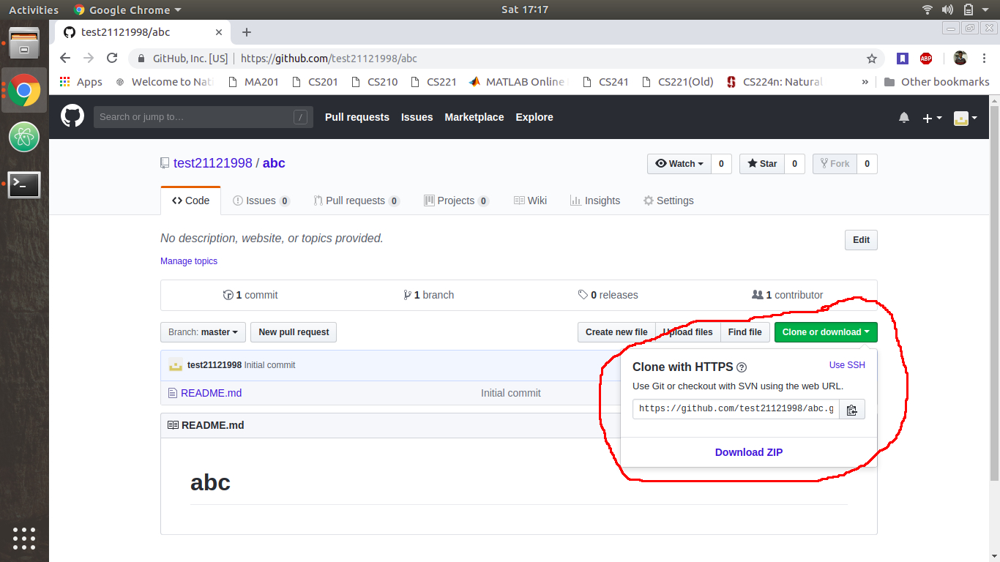 Activities Google Chrome Sat 17:17
test21121998/abc
GitHub, Inc. [US] https://github.com/test21121998/abc ABP
Apps Welcome to Nati MA201 CS201 CS210 CS221 MATLAB Online CS241 CS221(Old) CS224n: Natural » Other bookmarks
Search or jump to… / Pull requests Issues Marketplace Explore
test21121998 / abc Watch 0 Star 0 Fork 0
Code Issues 0 Pull requests 0 Projects 0 Wiki Insights Settings
No description, website, or topics provided. Edit
Manage topics
1 commit 1 branch 0 releases 1 contributor
Branch: master New pull request Create new file Upload files Find file Clone or download
test21121998 Initial commit
README.md Initial commit
Clone with HTTPS Use SSH
Use Git or checkout with SVN using the web URL.
https://github.com/test21121998/abc.g
Download ZIP
README.md
abc